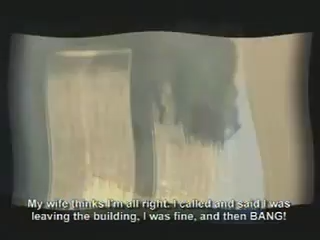 My wife thinks I'm all right. I called and said I was
leaving the building, I was fine, and then BANG!